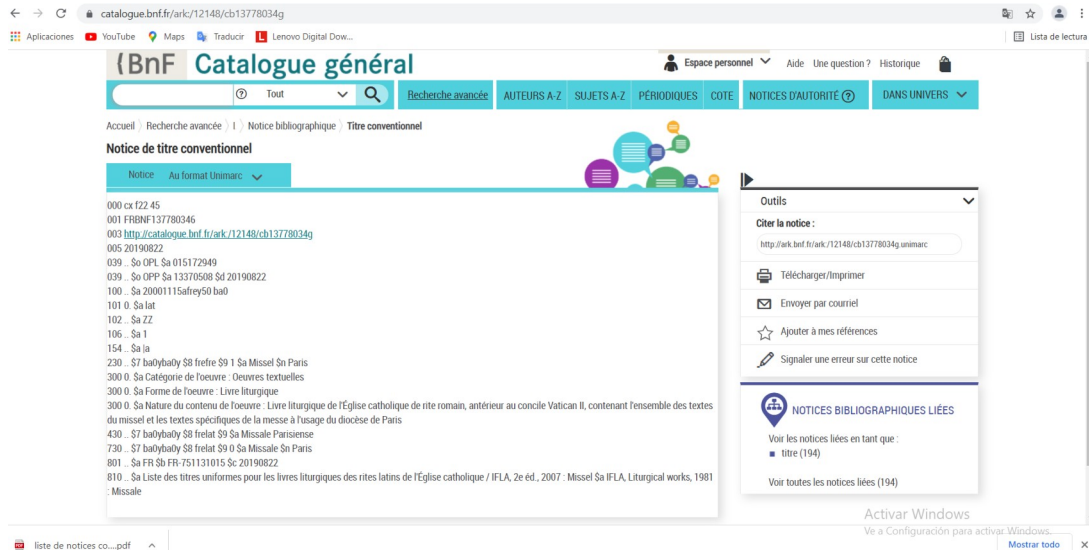 catalogue.bnf.fr/ark:/12148/cb13778034g
Aplicaciones YouTube Maps Traducir Lenovo Digital Dow... Lista de lectura
{BnF Catalogue général
Espace personnel Aide Une question ? Historique
Tout Recherche avancée AUTEURS A-Z SUJETS A-Z PÉRIODIQUES COTE NOTICES D'AUTORITÉ ? DANS UNIVERS
Accueil Recherche avancée I Notice bibliographique Titre conventionnel
Notice de titre conventionnel
Notice Au format Unimarc
000 cx f22 45
001 FRBNF137780346
003 http://catalogue.bnf.fr/ark:/12148/cb13778034g
005 20190822
039 .. $o OPL $a 015172949
039 .. $o OPP $a 13370508 $d 20190822
100 .. $a 20001115afrey50 ba0
101 0. $a lat
102 .. $a ZZ
106 .. $a 1
154 .. $a |a
230 .. $7 ba0yba0y $8 frefre $9 1 $a Missel $n Paris
300 0. $a Catégorie de l'oeuvre : Oeuvres textuelles
300 0. $a Forme de l'oeuvre : Livre liturgique
300 0. $a Nature du contenu de l'oeuvre : Livre liturgique de l'Église catholique de rite romain, antérieur au concile Vatican II, contenant l'ensemble des textes
du missel et les textes spécifiques de la messe à l'usage du diocèse de Paris
430 .. $7 ba0yba0y $8 frelat $9 $a Missale Parisiense
730 .. $7 ba0yba0y $8 frelat $9 0 $a Missale $n Paris
801 .. $a FR $b FR-751131015 $c 20190822
810 .. $a Liste des titres uniformes pour les livres liturgiques des rites latins de l'Église catholique / IFLA, 2e éd., 2007 : Missel $a IFLA, Liturgical works, 1981
: Missale
Outils
Citer la notice :
http://ark.bnf.fr/ark:/12148/cb13778034g.unimarc
Télécharger/Imprimer
Envoyer par courriel
Ajouter à mes références
Signaler une erreur sur cette notice
NOTICES BIBLIOGRAPHIQUES LIÉES
Voir les notices liées en tant que :
titre (194)
Voir toutes les notices liées (194)
Activar Windows
Ve a Configuración para activar Windows.
liste de notices co....pdf
Mostrar todo